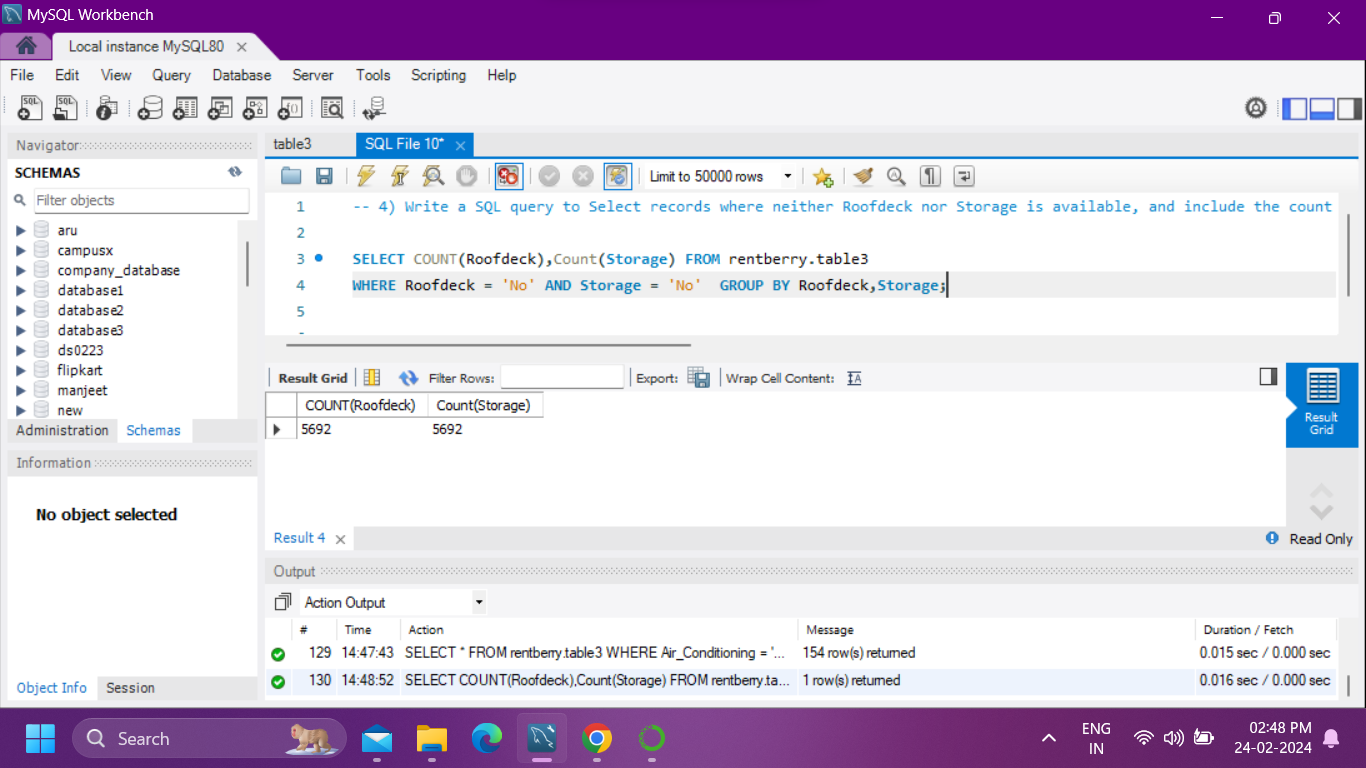 MySQL Workbench
Local instance MySQL80
File Edit View Query Database Server Tools Scripting Help
Navigator
SCHEMAS
Filter objects
aru
campusx
company_database
database1
database2
database3
ds0223
flipkart
manjeet
new
Administration Schemas
Information
No object selected
Object Info Session
table3 SQL File 10*
Limit to 50000 rows
1 -- 4) Write a SQL query to Select records where neither Roofdeck nor Storage is available, and include the count
2
3 SELECT COUNT(Roofdeck),Count(Storage) FROM rentberry.table3
4 WHERE Roofdeck = 'No' AND Storage = 'No' GROUP BY Roofdeck,Storage;
5
Result Grid Filter Rows: Export: Wrap Cell Content:
COUNT(Roofdeck) Count(Storage)
5692 5692
Result Grid
Result 4 Read Only
Output
Action Output
# Time Action Message Duration / Fetch
129 14:47:43 SELECT * FROM rentberry.table3 WHERE Air_Conditioning = '... 154 row(s) returned 0.015 sec / 0.000 sec
130 14:48:52 SELECT COUNT(Roofdeck),Count(Storage) FROM rentberry.ta... 1 row(s) returned 0.016 sec / 0.000 sec
Search
ENG
IN
02:48 PM
24-02-2024